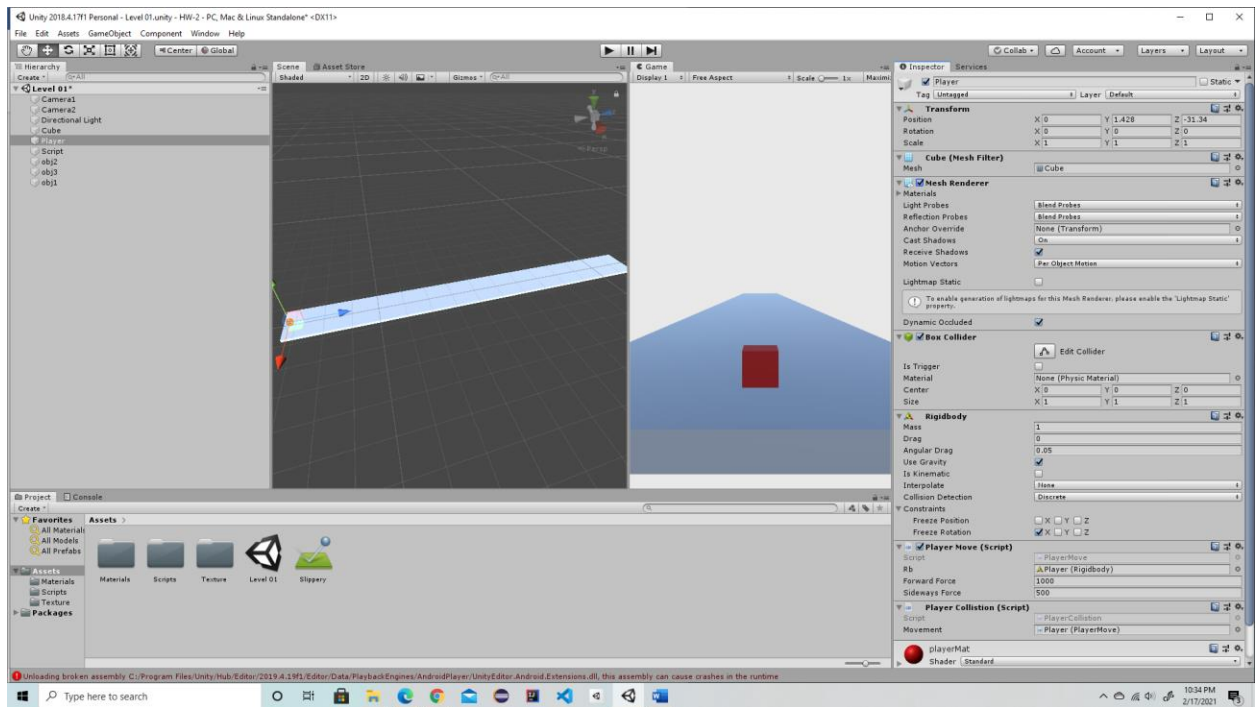 Unity 2018.4.17f1 Personal - Level 01.unity - HW-2 - PC, Mac & Linux Standalone* <DX11>
File Edit Assets GameObject Component Window Help
Center Global
Collab Account Layers Layout
Hierarchy
Create All
Level 01*
Camera1
Camera2
Directional Light
Cube
Player
Script
obj2
obj3
obj1
Scene Asset Store
Shaded 2D Gizmos All
Persp
Game
Display 1 Free Aspect Scale 1x Maximi
Inspector Services
Player Static
Tag Untagged Layer Default
Transform
Position X 0 Y 1.428 Z -31.34
Rotation X 0 Y 0 Z 0
Scale X 1 Y 1 Z 1
Cube (Mesh Filter)
Mesh Cube
Mesh Renderer
Materials
Light Probes Blend Probes
Reflection Probes Blend Probes
Anchor Override None (Transform)
Cast Shadows On
Receive Shadows
Motion Vectors Per Object Motion
Lightmap Static
To enable generation of lightmaps for this Mesh Renderer, please enable the 'Lightmap Static'
property.
Dynamic Occluded
Box Collider
Edit Collider
Is Trigger
Material None (Physic Material)
Center X 0 Y 0 Z 0
Size X 1 Y 1 Z 1
Rigidbody
Mass 1
Drag 0
Angular Drag 0.05
Use Gravity
Is Kinematic
Interpolate None
Collision Detection Discrete
Constraints
Freeze Position X Y Z
Freeze Rotation X Y Z
Player Move (Script)
Script PlayerMove
Rb Player (Rigidbody)
Forward Force 1000
Sideways Force 500
Player Collistion (Script)
Script PlayerCollistion
Movement Player (PlayerMove)
playerMat
Shader Standard
Project Console
Create
Favorites
All Material
All Models
All Prefabs
Assets
Materials
Scripts
Texture
Packages
Assets
Materials Scripts Texture Level 01 Slippery
Unloading broken assembly C:/Program Files/Unity/Hub/Editor/2019.4.19f1/Editor/Data/PlaybackEngines/AndroidPlayer/UnityEditor.Android.Extensions.dll, this assembly can cause crashes in the runtime
Type here to search
10:34 PM
2/17/2021